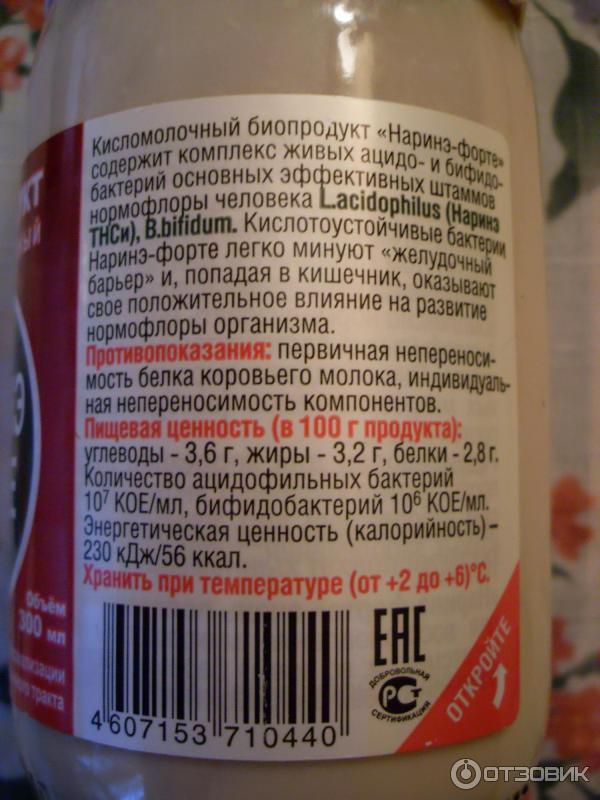 Кисломолочный биопродукт «Наринэ-форте»
содержит комплекс живых ацидо- и бифидо-
бактерий основных эффективных штаммов
нормофлоры человека L.acidophilus (Наринэ
ТНСи), B.bifidum. Кислотоустойчивые бактерии
Наринэ-форте легко минуют «желудочный
барьер» и, попадая в кишечник, оказывают
свое положительное влияние на развитие
нормофлоры организма.
Противопоказания: первичная непереноси-
мость белка коровьего молока, индивидуаль-
ная непереносимость компонентов.
Пищевая ценность (в 100 г продукта):
углеводы - 3,6 г, жиры - 3,2 г, белки - 2,8 г.
Количество ацидофильных бактерий
10⁷ КОЕ/мл, бифидобактерий 10⁶ КОЕ/мл.
Энергетическая ценность (калорийность) –
230 кДж/56 ккал.
Хранить при температуре (от +2 до +6)°С.
Объём
300 мл
тракта
4607153 710440
ЕАС
ДОБРОВОЛЬНАЯ
РСТ
СЕРТИФИКАЦИЯ
ОТКРОЙТЕ
ОТЗОВИК